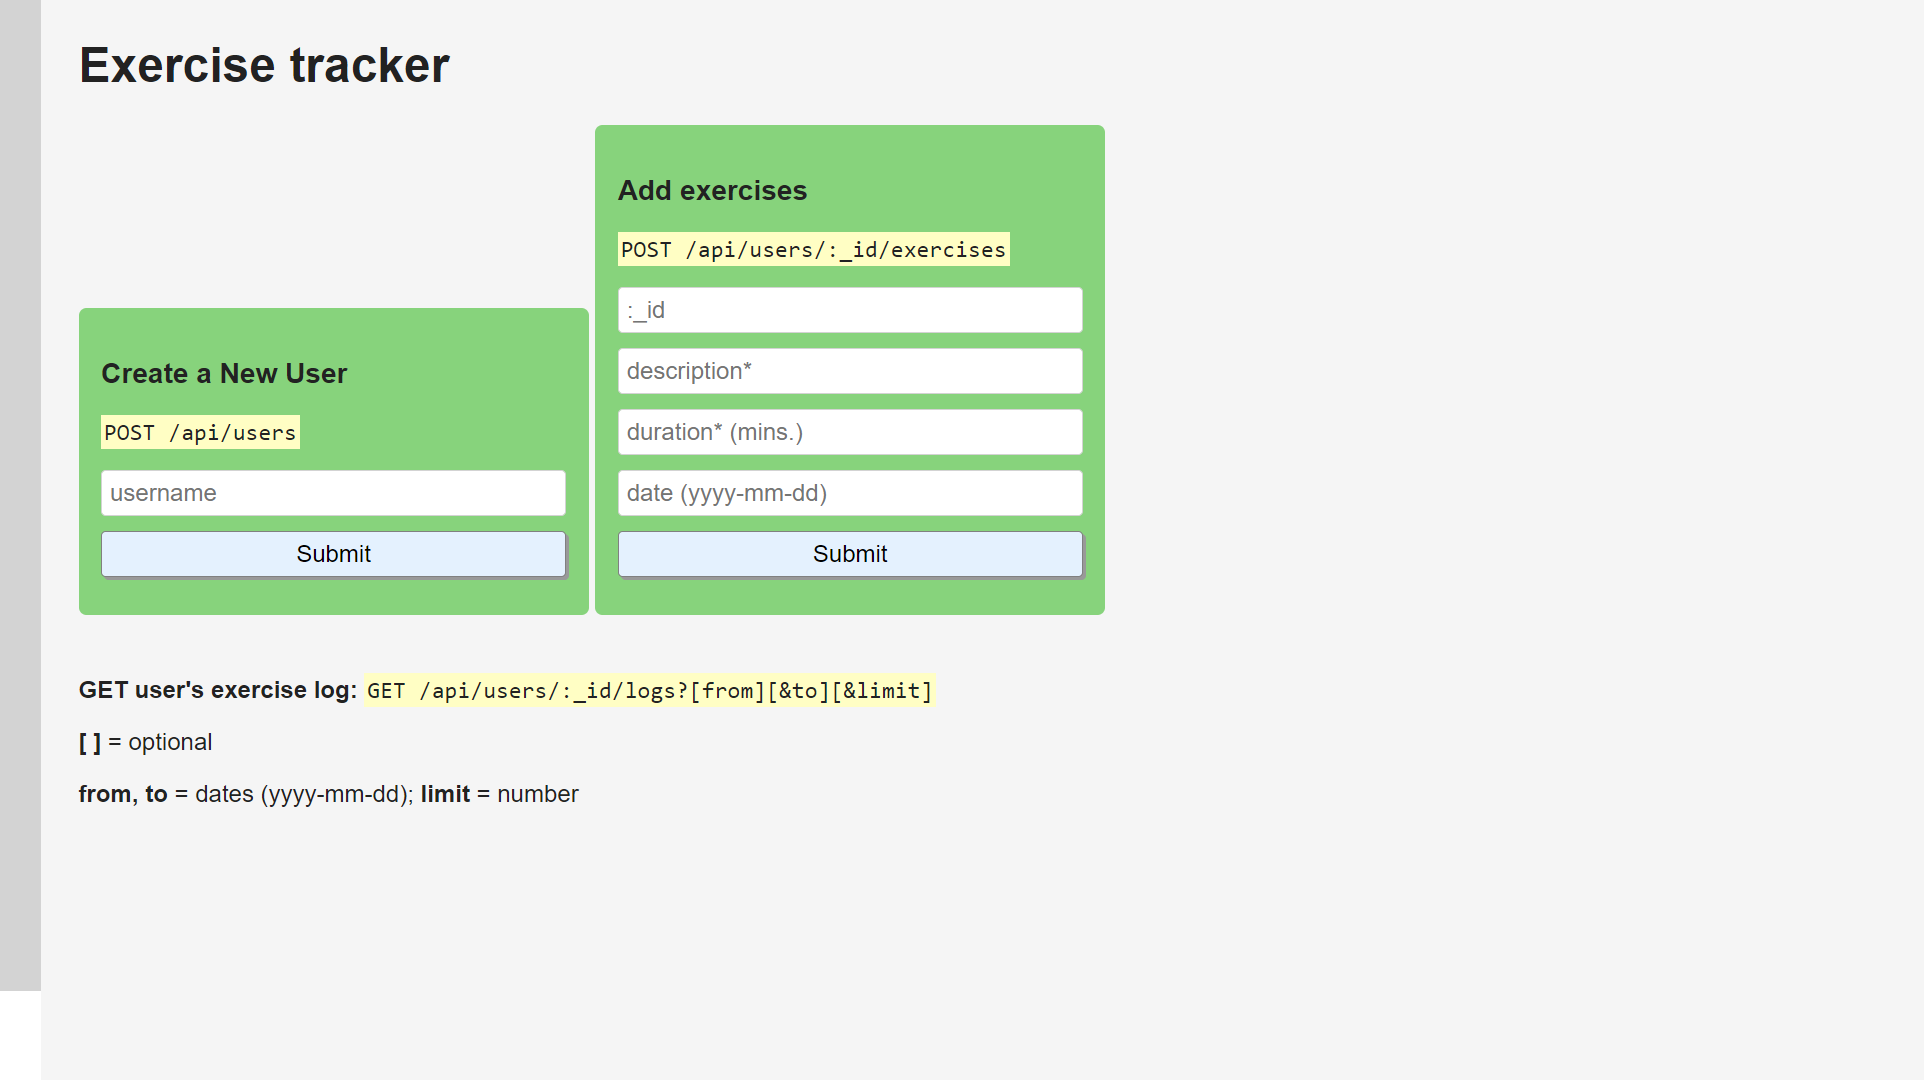 Exercise tracker
Create a New User
POST /api/users
username
Submit
Add exercises
POST /api/users/:_id/exercises
:_id
description*
duration* (mins.)
date (yyyy-mm-dd)
Submit
GET user's exercise log: GET /api/users/:_id/logs?[from][&to][&limit]
[ ] = optional
from, to = dates (yyyy-mm-dd); limit = number